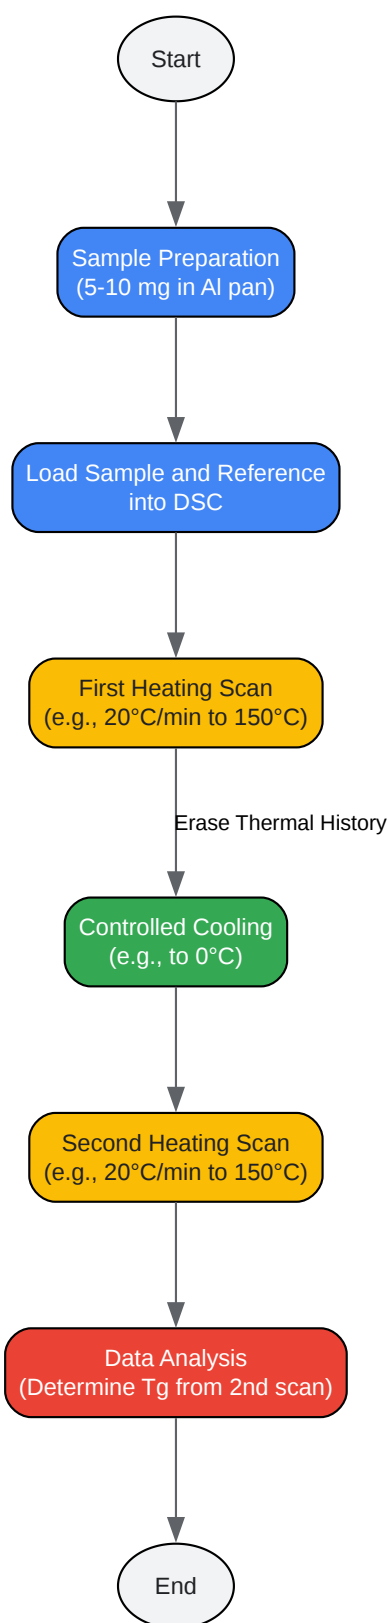 Start
Sample Preparation
(5-10 mg in Al pan)
Load Sample and Reference
into DSC
First Heating Scan
(e.g., 20°C/min to 150°C)
Erase Thermal History
Controlled Cooling
(e.g., to 0°C)
Second Heating Scan
(e.g., 20°C/min to 150°C)
Data Analysis
(Determine Tg from 2nd scan)
End